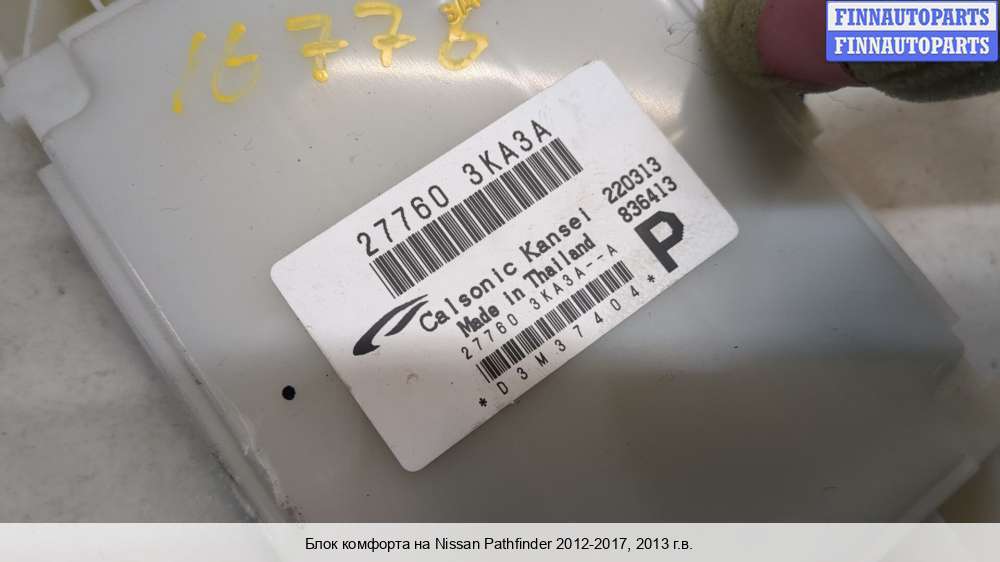 FINNAUTOPARTS
FINNAUTOPARTS
16778
27760 3KA3A
Calsonic Kansei 220313
Made in Thailand 836413
27760 3KA3A--A
P
*D3M37404*
Блок комфорта на Nissan Pathfinder 2012-2017, 2013 г.в.